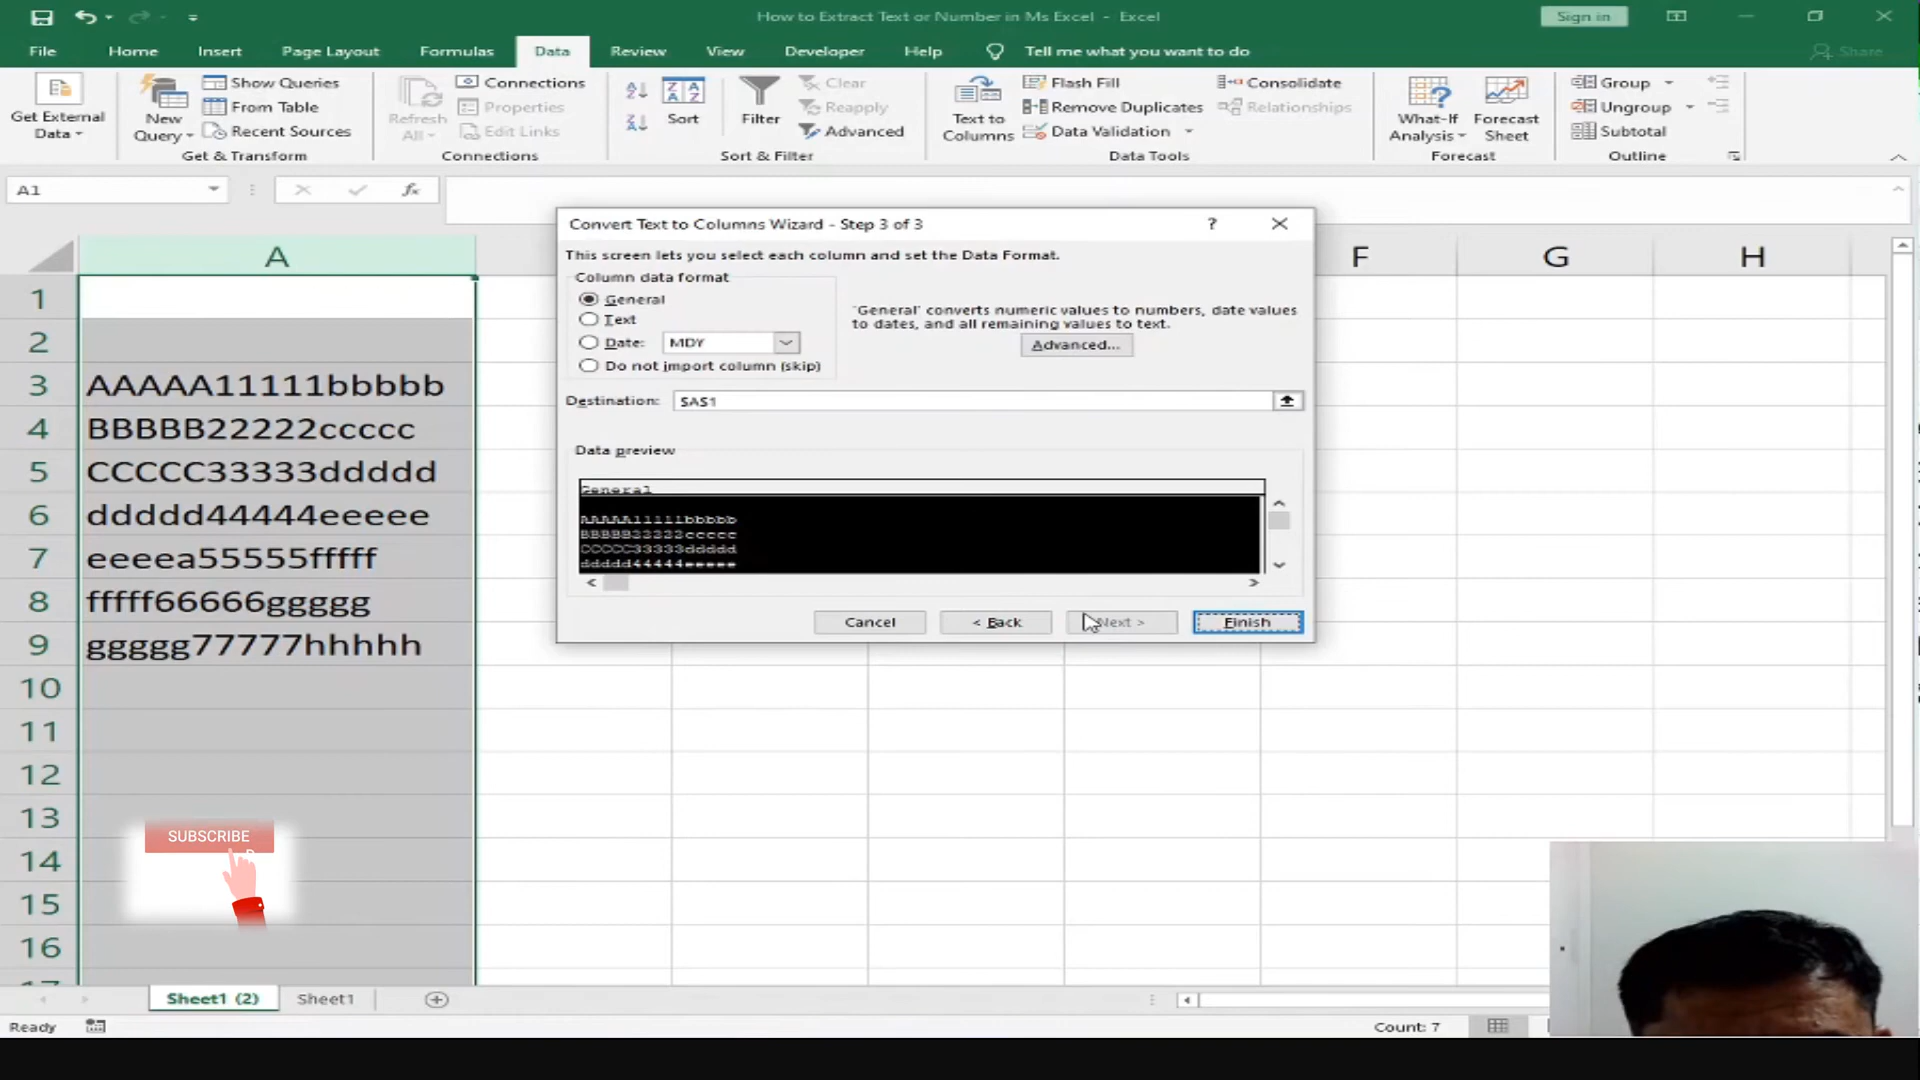 How to Extract Text or Number in Ms Excel - Excel
Sign in
File Home Insert Page Layout Formulas Data Review View Developer Help Tell me what you want to do Share
Get External Data
New Query
Show Queries
From Table
Recent Sources
Get & Transform
Refresh All
Connections
Properties
Edit Links
Connections
Sort
Filter
Clear
Reapply
Advanced
Sort & Filter
Text to Columns
Flash Fill
Remove Duplicates
Data Validation
Consolidate
Relationships
Data Tools
What-If Analysis
Forecast Sheet
Forecast
Group
Ungroup
Subtotal
Outline
A1
fx
Convert Text to Columns Wizard - Step 3 of 3
This screen lets you select each column and set the Data Format.
Column data format
General
Text
Date: MDY
Do not import column (skip)
'General' converts numeric values to numbers, date values
to dates, and all remaining values to text.
Advanced...
Destination: $A$1
Data preview
General
AAAAA11111bbbbb
BBBBB22222ccccc
CCCCC33333ddddd
ddddd44444eeeee
Cancel < Back Next > Finish
A F G H
1
2
3 AAAAA11111bbbbb
4 BBBBB22222ccccc
5 CCCCC33333ddddd
6 ddddd44444eeeee
7 eeeea55555fffff
8 fffff66666ggggg
9 ggggg77777hhhhh
10
11
12
13
14
15
16
SUBSCRIBE
Sheet1 (2) Sheet1
Ready
Count: 7